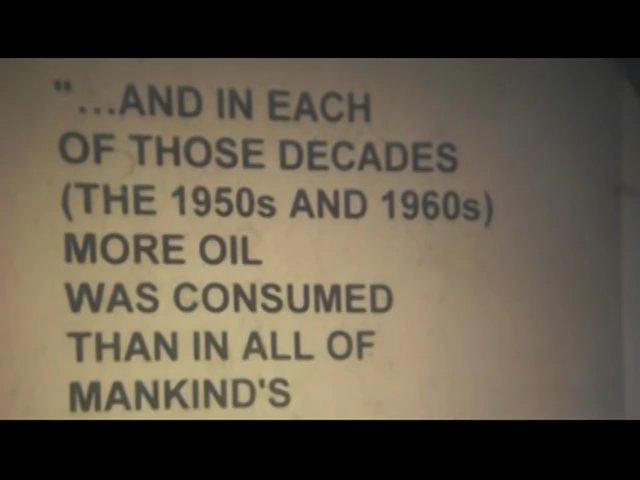 "...AND IN EACH
OF THOSE DECADES
(THE 1950s AND 1960s)
MORE OIL
WAS CONSUMED
THAN IN ALL OF
MANKIND'S